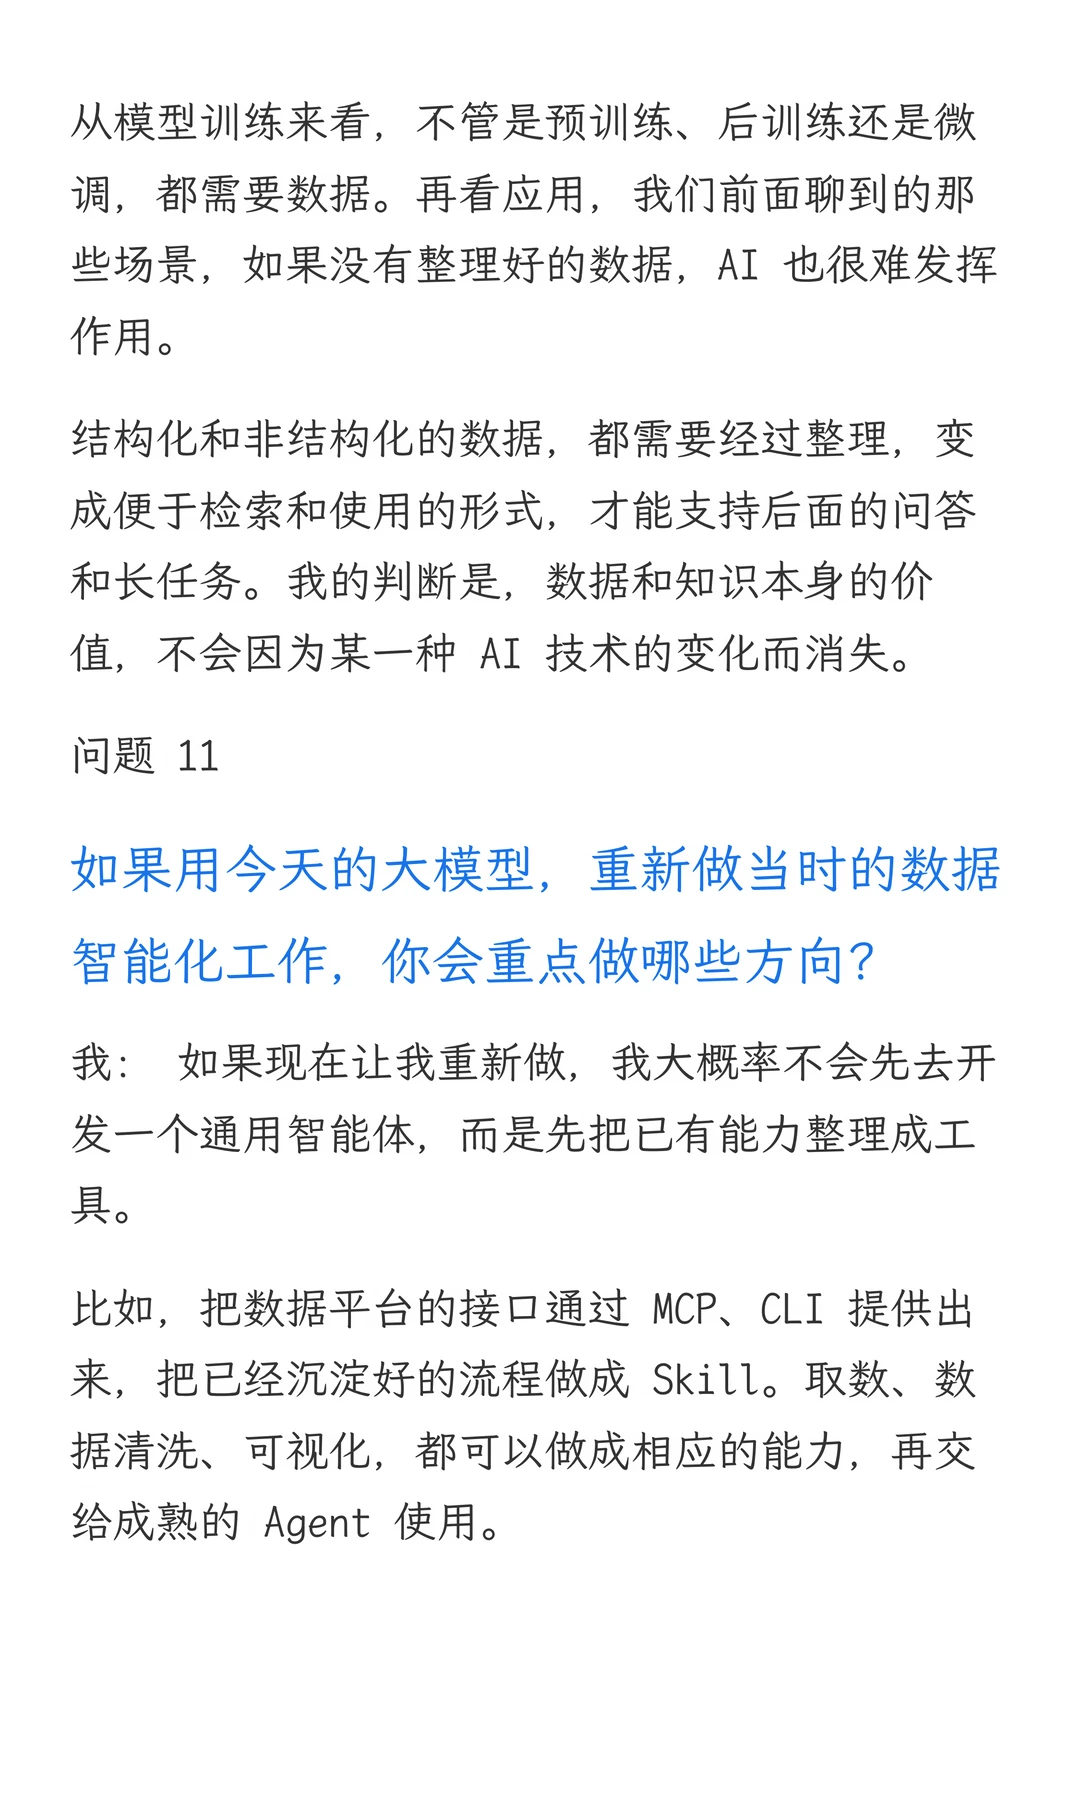 从模型训练来看，不管是预训练、后训练还是微
调，都需要数据。再看应用，我们前面聊到的那
些场景，如果没有整理好的数据，AI 也很难发挥
作用。
结构化和非结构化的数据，都需要经过整理，变
成便于检索和使用的形式，才能支持后面的问答
和长任务。我的判断是，数据和知识本身的价
值，不会因为某一种 AI 技术的变化而消失。
问题 11
如果用今天的大模型，重新做当时的数据
智能化工作，你会重点做哪些方向？
我： 如果现在让我重新做，我大概率不会先去开
发一个通用智能体，而是先把已有能力整理成工
具。
比如，把数据平台的接口通过 MCP、CLI 提供出
来，把已经沉淀好的流程做成 Skill。取数、数
据清洗、可视化，都可以做成相应的能力，再交
给成熟的 Agent 使用。